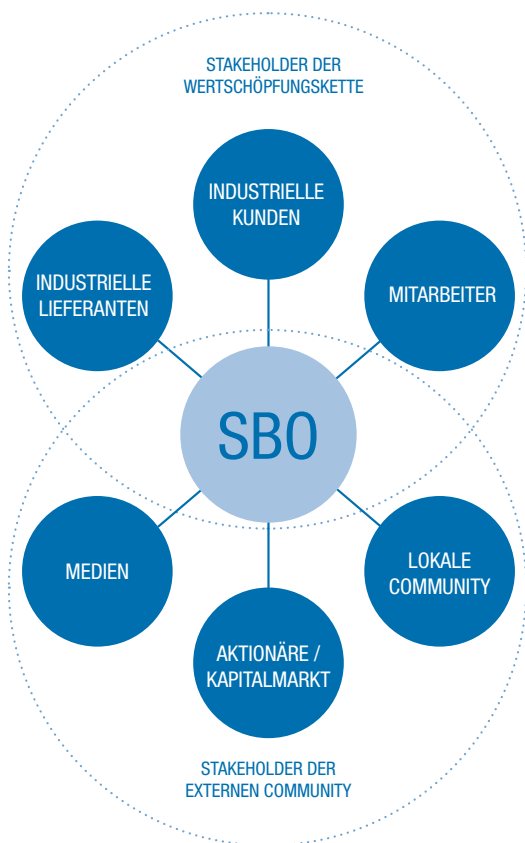 STAKEHOLDER DER
WERTSCHÖPFUNGSKETTE
INDUSTRIELLE
KUNDEN
INDUSTRIELLE
LIEFERANTEN
MITARBEITER
SBO
MEDIEN
LOKALE
COMMUNITY
AKTIONÄRE /
KAPITALMARKT
STAKEHOLDER DER
EXTERNEN COMMUNITY